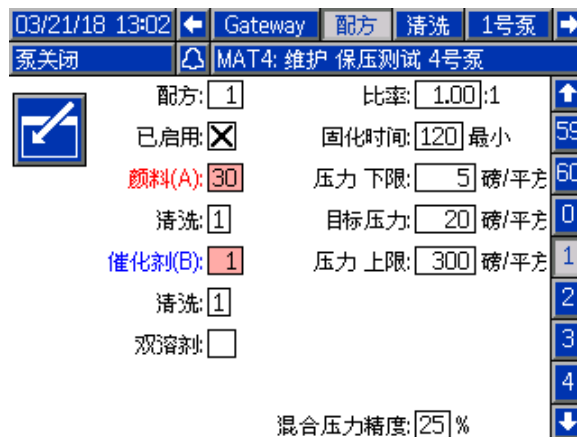 03/21/18 13:02 Gateway 配方 清洗 1号泵
泵关闭 MAT4: 维护 保压测试 4号泵
配方: 1 比率: 1.00 :1
已启用: 固化时间: 120 最小
颜料(A): 30 压力 下限: 5 磅/平方
清洗: 1 目标压力: 20 磅/平方
催化剂(B): 1 压力 上限: 300 磅/平方
清洗: 1
双溶剂:
混合压力精度: 25 %
59
60
0
1
2
3
4